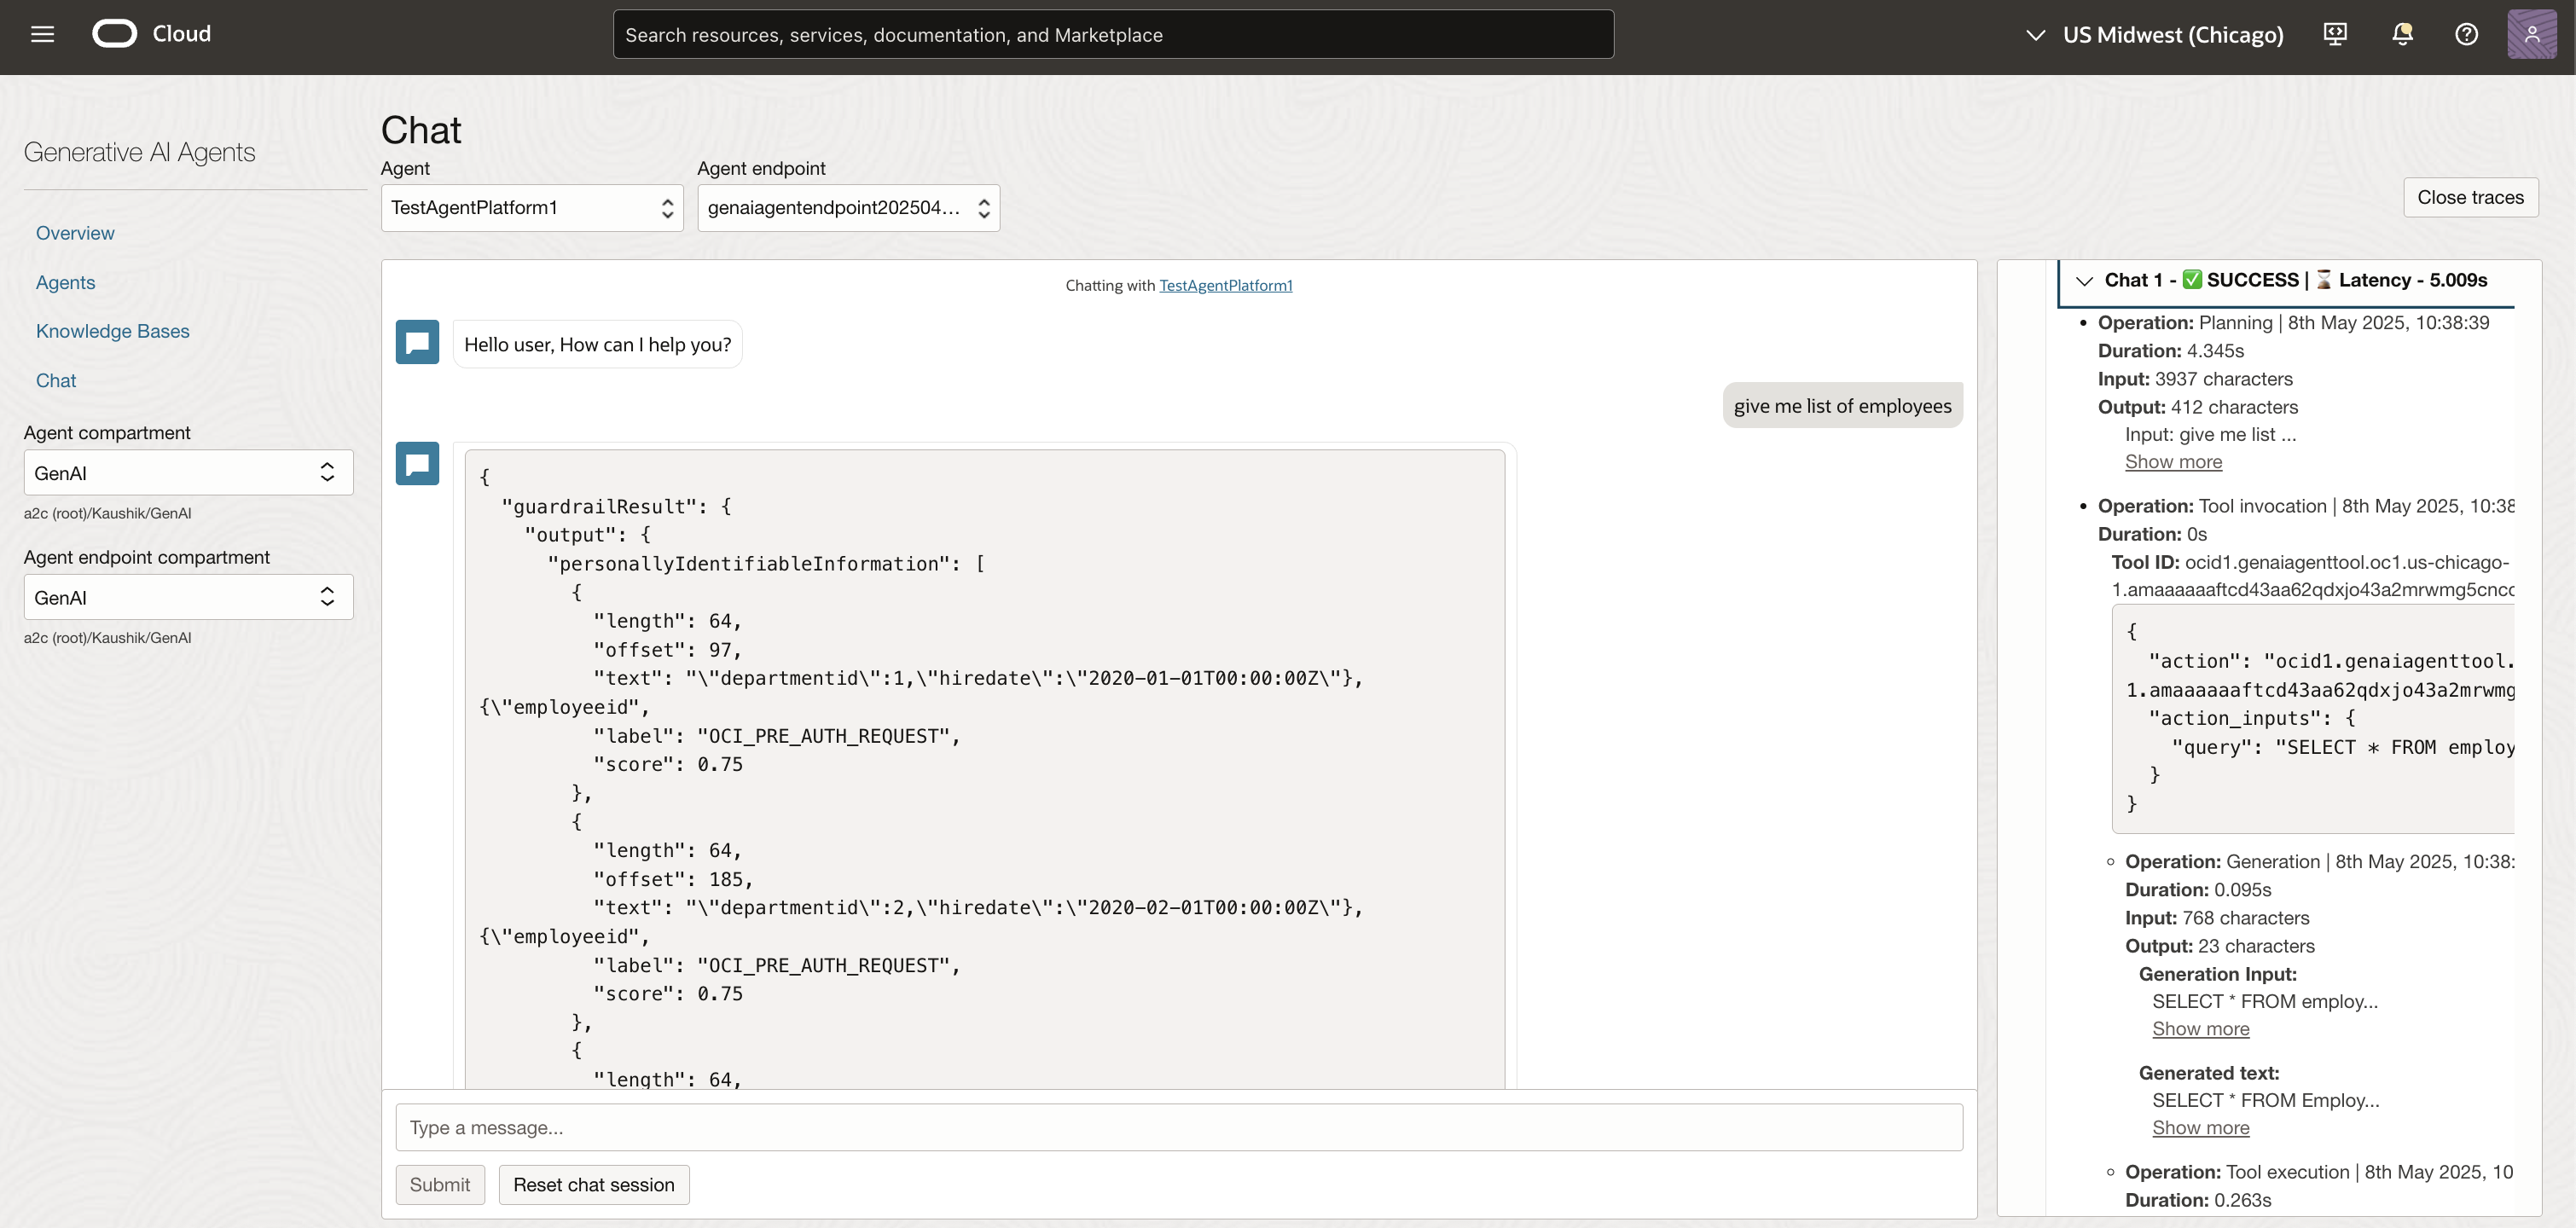 Cloud
Search resources, services, documentation, and Marketplace
US Midwest (Chicago)
Generative AI Agents
Overview
Agents
Knowledge Bases
Chat
Agent compartment
GenAI
a2c (root)/Kaushik/GenAI
Agent endpoint compartment
GenAI
a2c (root)/Kaushik/GenAI
Chat
Agent
TestAgentPlatform1
Agent endpoint
genaiagentendpoint202504...
Close traces
Chatting with TestAgentPlatform1
Hello user, How can I help you?
give me list of employees
{
"guardrailResult": {
"output": {
"personallyIdentifiableInformation": [
{
"length": 64,
"offset": 97,
"text": "\"departmentid\":1,\"hiredate\":\"2020-01-01T00:00:00Z\"},
{\"employeeid",
"label": "OCI_PRE_AUTH_REQUEST",
"score": 0.75
},
{
"length": 64,
"offset": 185,
"text": "\"departmentid\":2,\"hiredate\":\"2020-02-01T00:00:00Z\"},
{\"employeeid",
"label": "OCI_PRE_AUTH_REQUEST",
"score": 0.75
},
{
"length": 64,
Type a message...
Submit
Reset chat session
Chat 1 - ✅ SUCCESS | ⌛ Latency - 5.009s
Operation: Planning | 8th May 2025, 10:38:39
Duration: 4.345s
Input: 3937 characters
Output: 412 characters
Input: give me list ...
Show more
Operation: Tool invocation | 8th May 2025, 10:38
Duration: 0s
Tool ID: ocid1.genaiagenttool.oc1.us-chicago-
1.amaaaaaaftcd43aa62qdxjo43a2mrwmg5cncc
{
"action": "ocid1.genaiagenttool.
1.amaaaaaaftcd43aa62qdxjo43a2mrwmg
"action_inputs": {
"query": "SELECT * FROM employ
}
}
Operation: Generation | 8th May 2025, 10:38:
Duration: 0.095s
Input: 768 characters
Output: 23 characters
Generation Input:
SELECT * FROM employ...
Show more
Generated text:
SELECT * FROM Employ...
Show more
Operation: Tool execution | 8th May 2025, 10
Duration: 0.263s